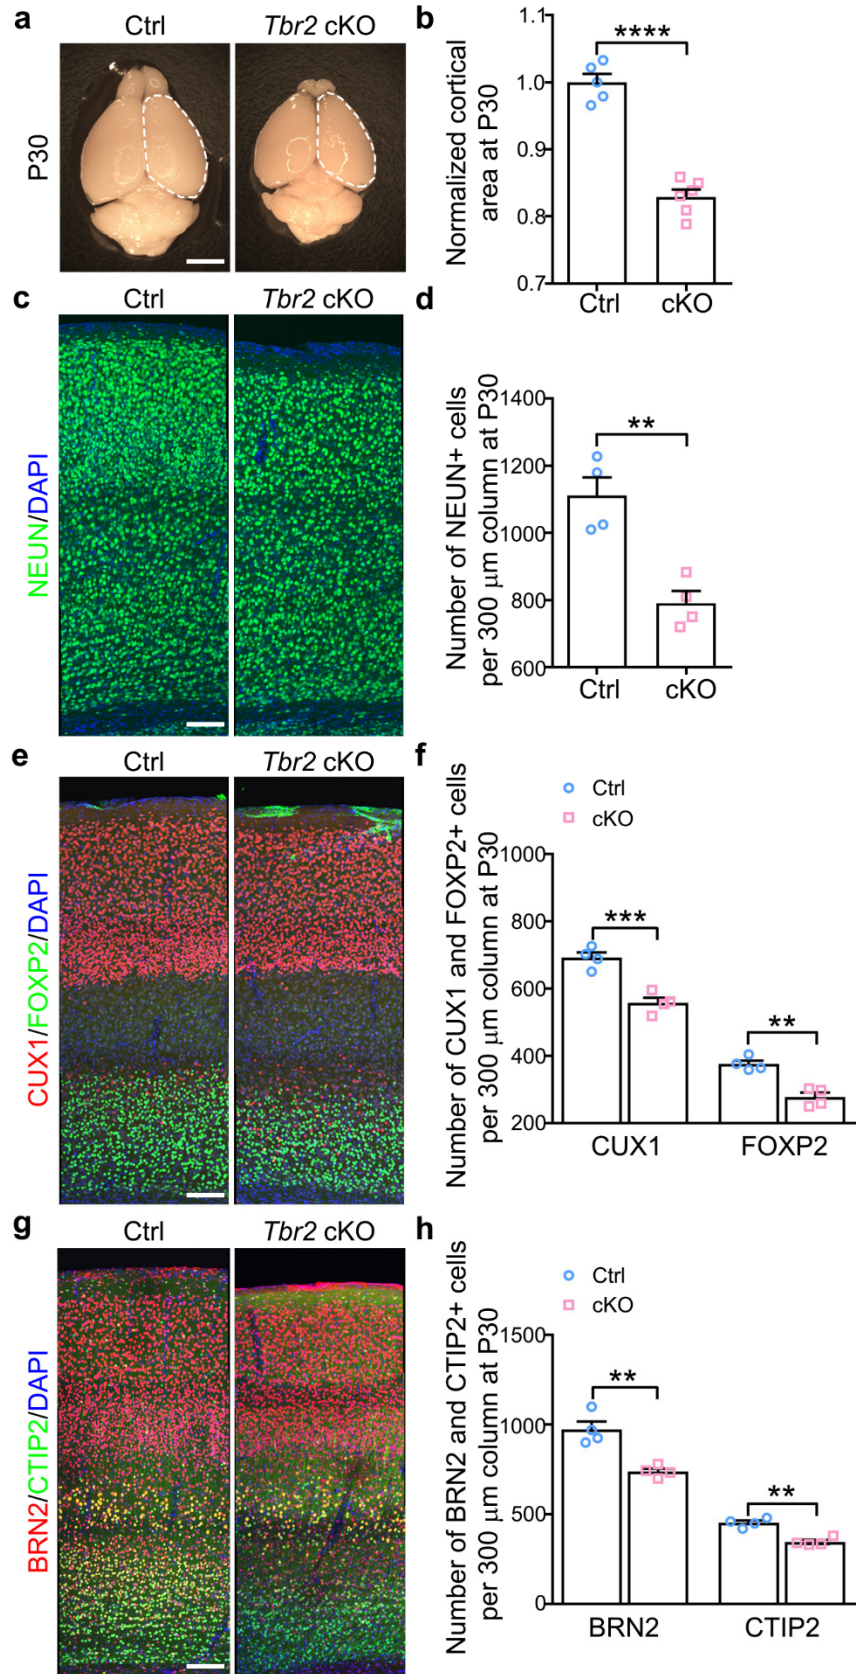 a
Ctrl
Tbr2 cKO
P30
b
Normalized cortical
area at P30
1.1
1.0
0.9
0.8
0.7
****
Ctrl
cKO
c
Ctrl
Tbr2 cKO
NEUN/DAPI
d
Number of NEUN+ cells
per 300 μm column at P30
1400
1200
1000
800
600
**
Ctrl
cKO
e
Ctrl
Tbr2 cKO
CUX1/FOXP2/DAPI
f
Ctrl
cKO
Number of CUX1 and FOXP2+ cells
per 300 μm column at P30
1000
800
600
400
200
***
**
CUX1
FOXP2
g
Ctrl
Tbr2 cKO
BRN2/CTIP2/DAPI
h
Ctrl
cKO
Number of BRN2 and CTIP2+ cells
per 300 μm column at P30
1500
1000
500
0
**
**
BRN2
CTIP2